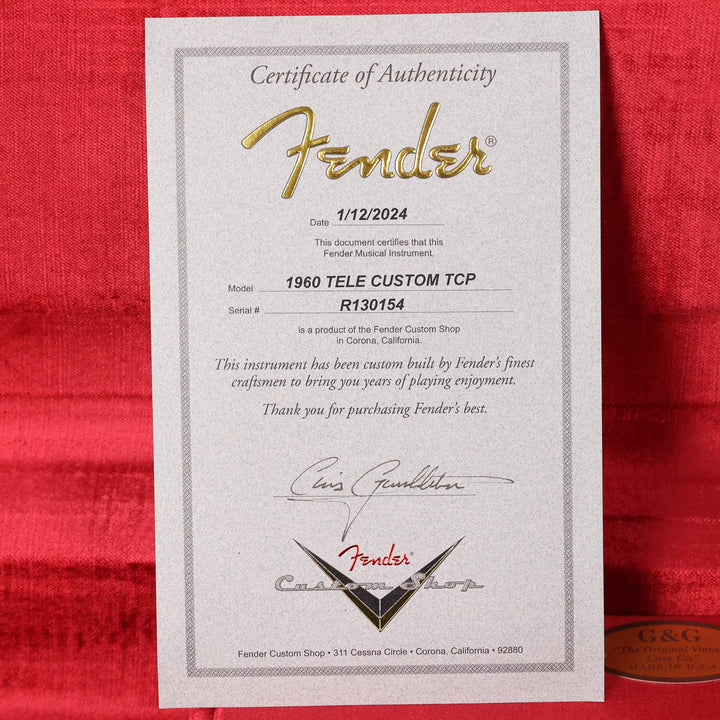 Certificate of Authenticity
Fender®
Date 1/12/2024
This document certifies that this
Fender Musical Instrument,
Model 1960 TELE CUSTOM TCP
Serial # R130154
is a product of the Fender Custom Shop
in Corona, California.
This instrument has been custom built by Fender's finest
craftsmen to bring you years of playing enjoyment.
Thank you for purchasing Fender's best.
Fender®
Custom Shop
Fender Custom Shop • 311 Cessna Circle • Corona, California • 92880
G&G
"The Original
Case Co."
MADE IN U.S.A